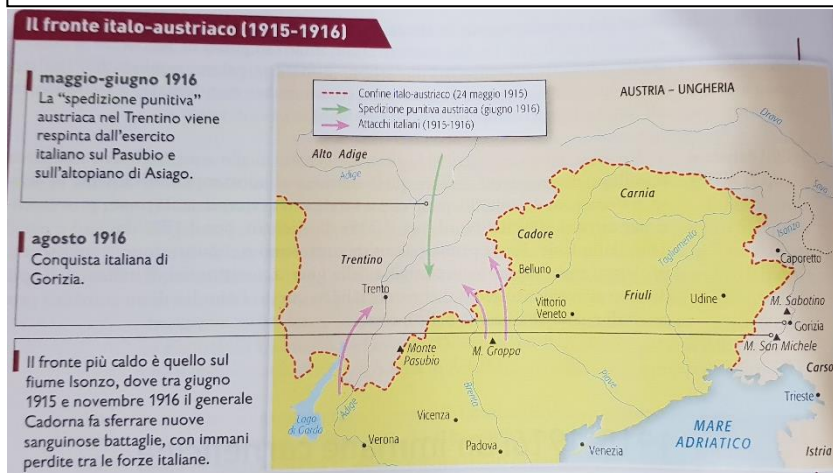 Il fronte italo-austriaco (1915-1916)
maggio-giugno 1916
La “spedizione punitiva”
austriaca nel Trentino viene
respinta dall’esercito
italiano sul Pasubio e
sull’altopiano di Asiago.
agosto 1916
Conquista italiana di
Gorizia.
Il fronte più caldo è quello sul
fiume Isonzo, dove tra giugno
1915 e novembre 1916 il generale
Cadorna fa sferrare nuove
sanguinose battaglie, con immani
perdite tra le forze italiane.
Confine italo-austriaco (24 maggio 1915)
Spedizione punitiva austriaca (giugno 1916)
Attacchi italiani (1915-1916)
AUSTRIA – UNGHERIA
Drava
Alto Adige
Adige
Carnia
Isonzo
Cadore
Tagliamento
Caporetto
Trentino
Belluno
Trento
Vittorio
Veneto
Friuli
Udine
M. Sabotino
Gorizia
Monte
Pasubio
M. Grappa
M. San Michele
Carso
Piave
Brenta
Trieste
Lago
di Garda
Adige
Vicenza
MARE
ADRIATICO
Verona
Padova
Venezia
Istria